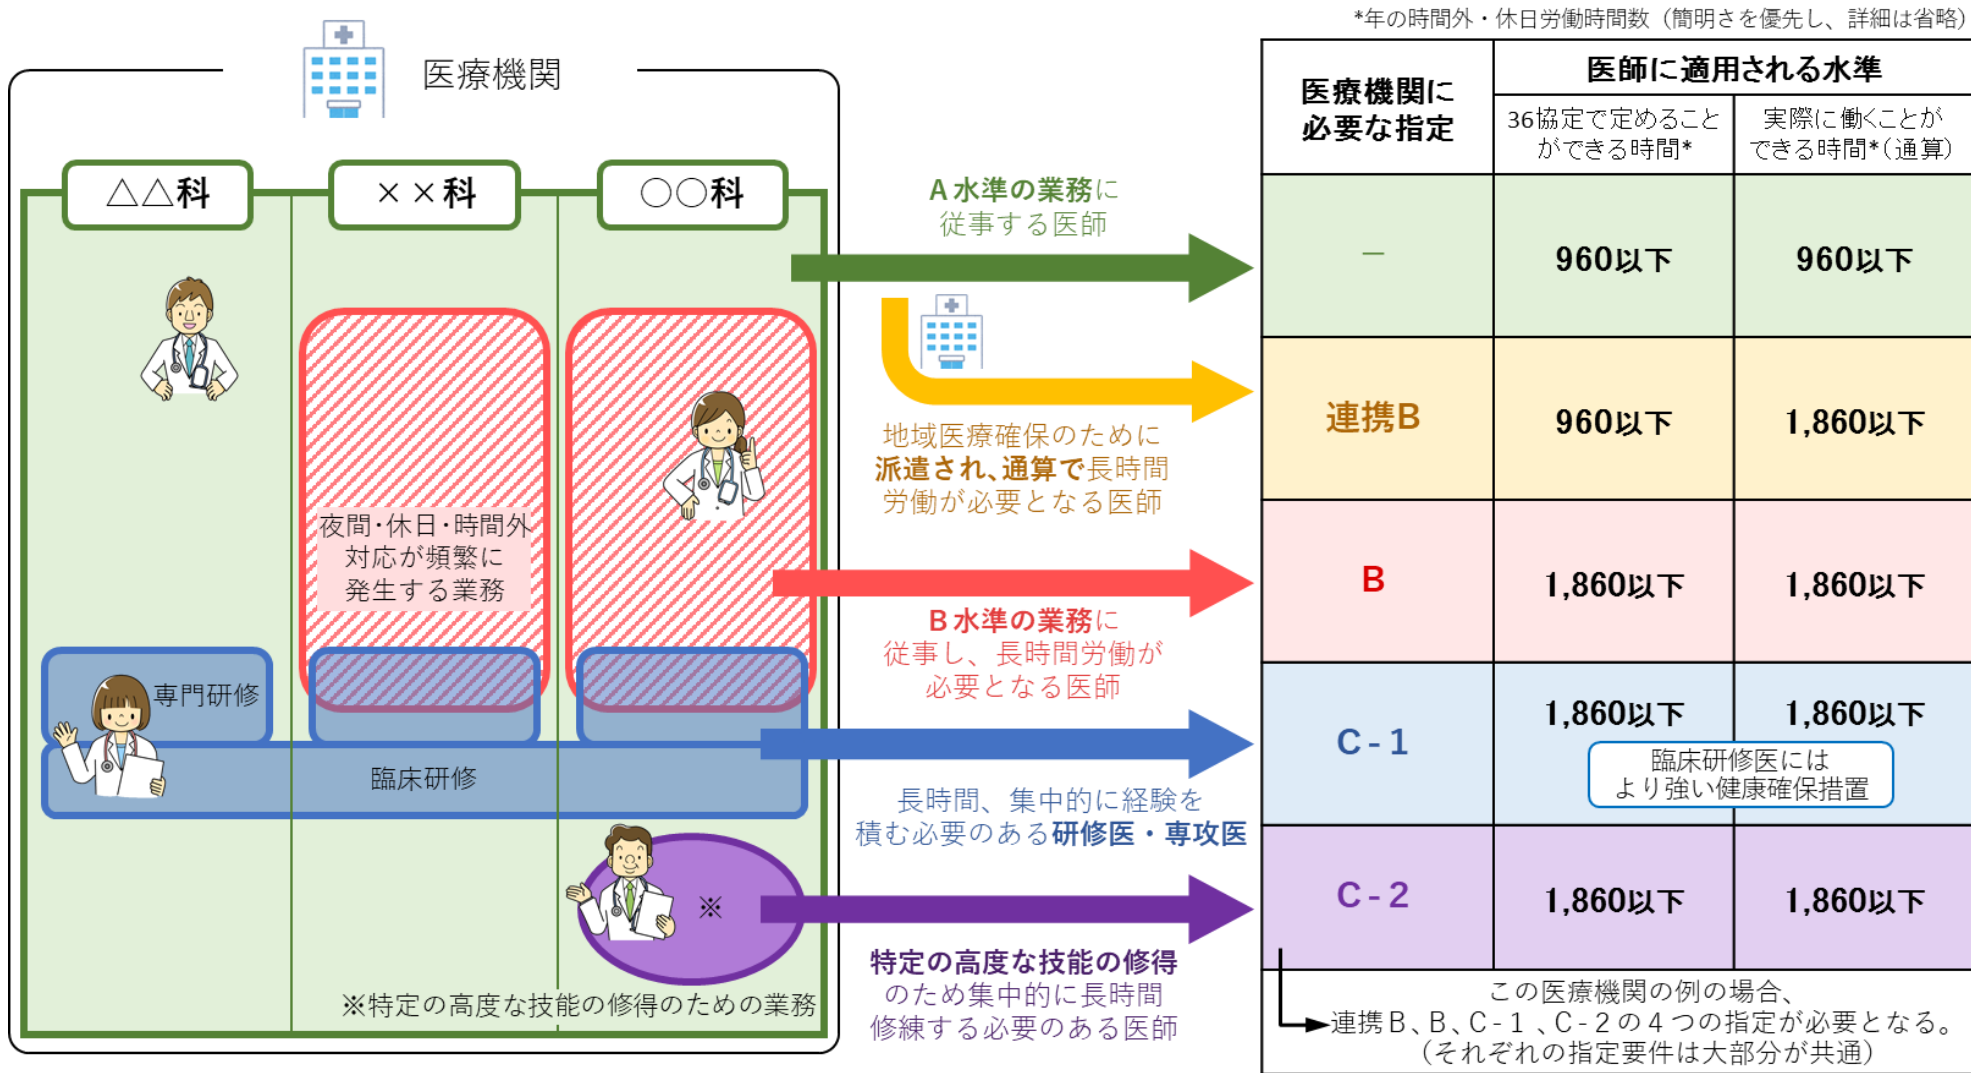 *年の時間外・休日労働時間数（簡明さを優先し、詳細は省略）
医療機関
△△科
××科
○○科
夜間・休日・時間外
対応が頻繁に
発生する業務
専門研修
臨床研修
※
※特定の高度な技能の修得のための業務
A水準の業務に
従事する医師
地域医療確保のために
派遣され、通算で長時間
労働が必要となる医師
B水準の業務に
従事し、長時間労働が
必要となる医師
長時間、集中的に経験を
積む必要のある研修医・専攻医
特定の高度な技能の修得
のため集中的に長時間
修練する必要のある医師
医療機関に
必要な指定
医師に適用される水準
36協定で定めること
ができる時間*
実際に働くことが
できる時間*（通算）
－
960以下
960以下
連携B
960以下
1,860以下
B
1,860以下
1,860以下
C-1
1,860以下
1,860以下
臨床研修医には
より強い健康確保措置
C-2
1,860以下
1,860以下
この医療機関の例の場合、
連携B、B、C-1、C-2の4つの指定が必要となる。
（それぞれの指定要件は大部分が共通）